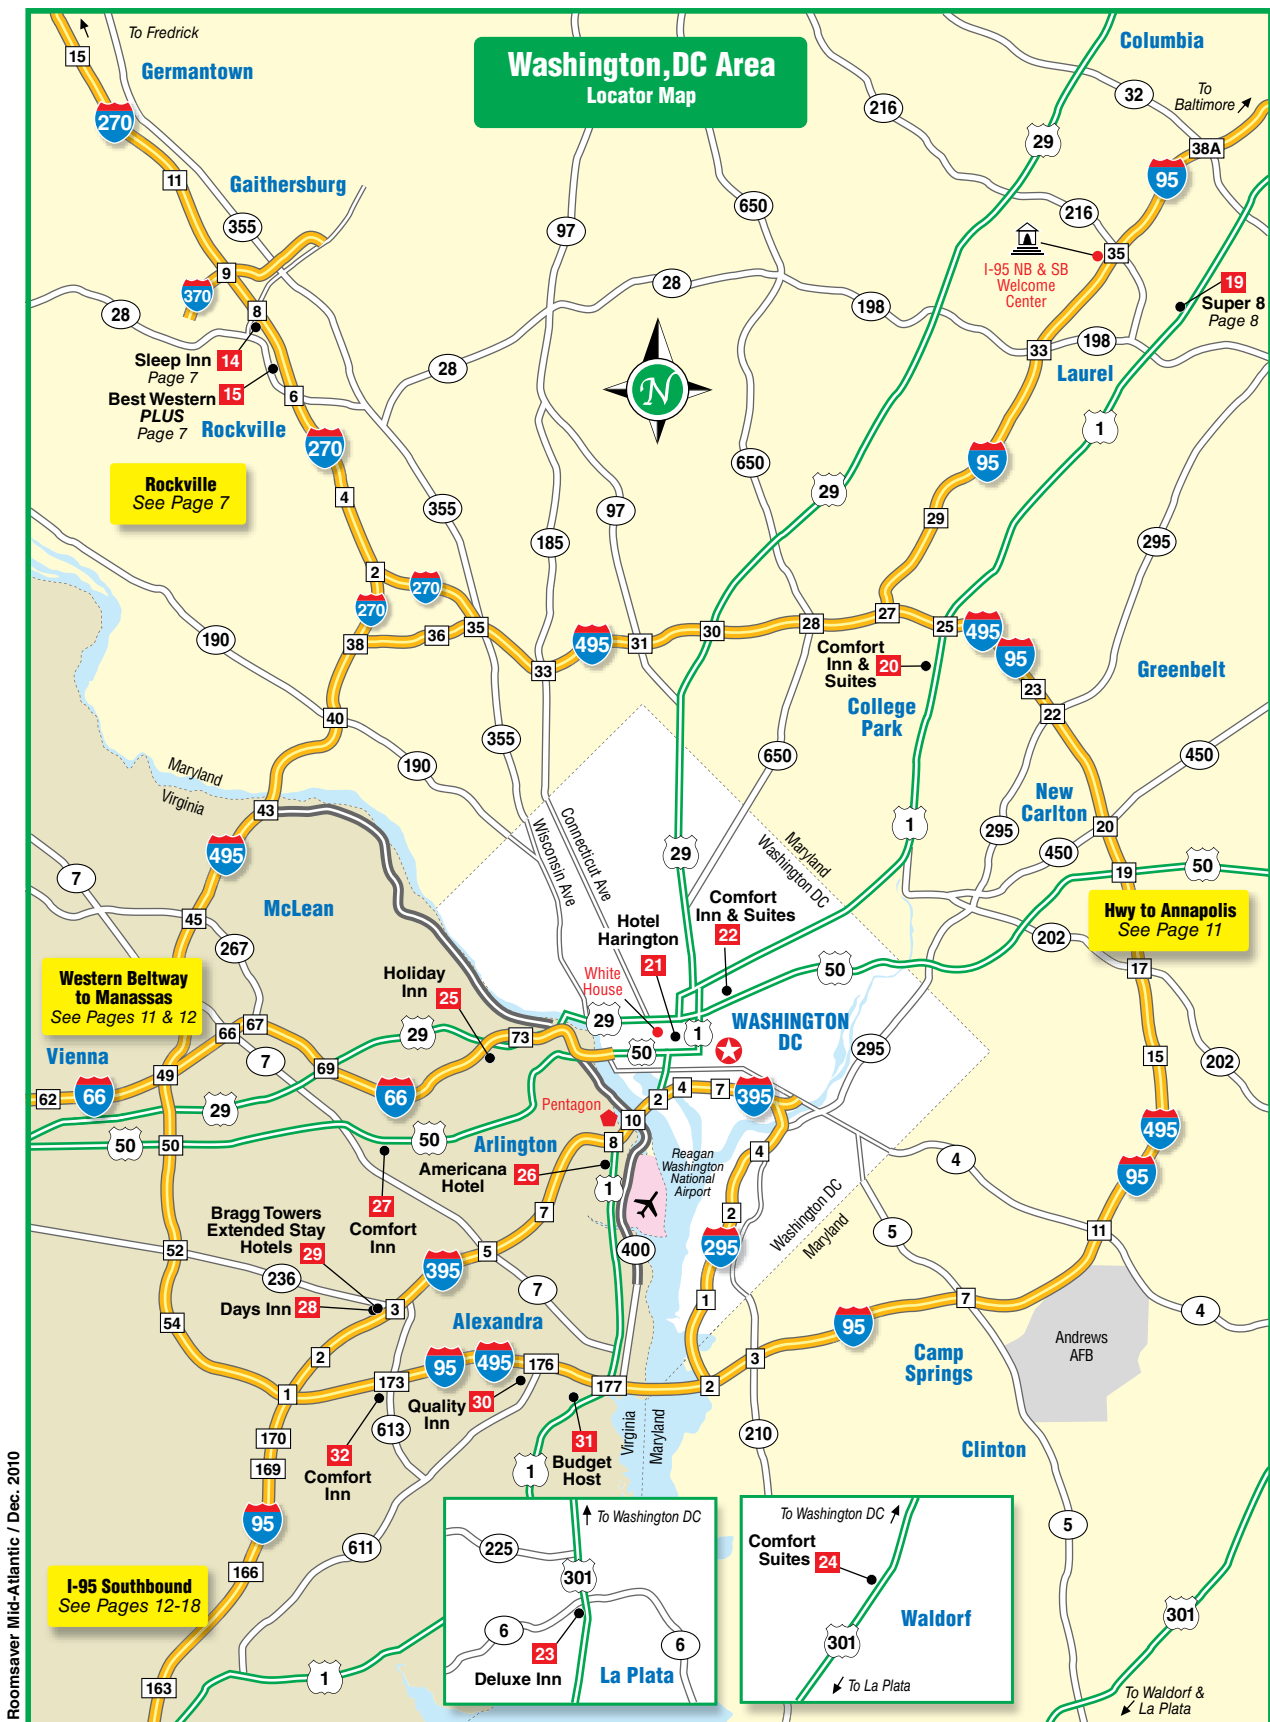 Washington,DC Area
Locator Map
To Fredrick
15
Germantown
270
11
Gaithersburg
355
9
370
8
28
Sleep Inn 14
Page 7
Best Western 15
PLUS
Page 7
6
Rockville
270
Rockville
See Page 7
4
355
2
270
270
38
36
35
190
40
190
355
Maryland
Virginia
43
495
97
28
28
650
650
97
185
33
495
31
30
28
27
25
495
95
Columbia
To
Baltimore
32
38A
95
216
29
216
35
I-95 NB & SB
Welcome
Center
19
Super 8
Page 8
198
33
198
Laurel
1
95
29
29
295
Comfort
Inn &
Suites 20
College
Park
Greenbelt
23
22
650
450
New
Carlton
1
295
20
450
19
50
Hwy to Annapolis
See Page 11
202
17
15
202
495
95
11
4
4
5
7
Andrews
AFB
Camp
Springs
Clinton
5
301
To Waldorf &
La Plata
Wisconsin Ave
Connecticut Ave
29
Maryland
Washington DC
Comfort
Inn & Suites
22
Hotel
Harington
21
White
House
50
29
1
WASHINGTON
DC
50
295
7
McLean
45
267
Western Beltway
to Manassas
See Pages 11 & 12
Vienna
66
67
Holiday
Inn
25
29
73
7
69
49
62
66
29
66
50
50
50
Arlington
Pentagon
10
2
4
7
395
8
Americana
Hotel
26
1
Reagan
Washington
National
Airport
4
2
295
Washington DC
Maryland
400
7
27
Comfort
Inn
Bragg Towers
Extended Stay
Hotels
29
52
236
Days Inn 28
3
395
5
7
54
Alexandra
2
1
95
495
176
173
177
1
2
3
95
Quality
Inn
30
170
169
613
32
Comfort
Inn
31
Budget
Host
Virginia
Maryland
210
1
95
611
166
I-95 Southbound
See Pages 12-18
163
1
To Washington DC
225
301
6
23
Deluxe Inn
La Plata
6
To Washington DC
Comfort
Suites 24
Waldorf
301
To La Plata
Roomsaver Mid-Atlantic / Dec. 2010
N